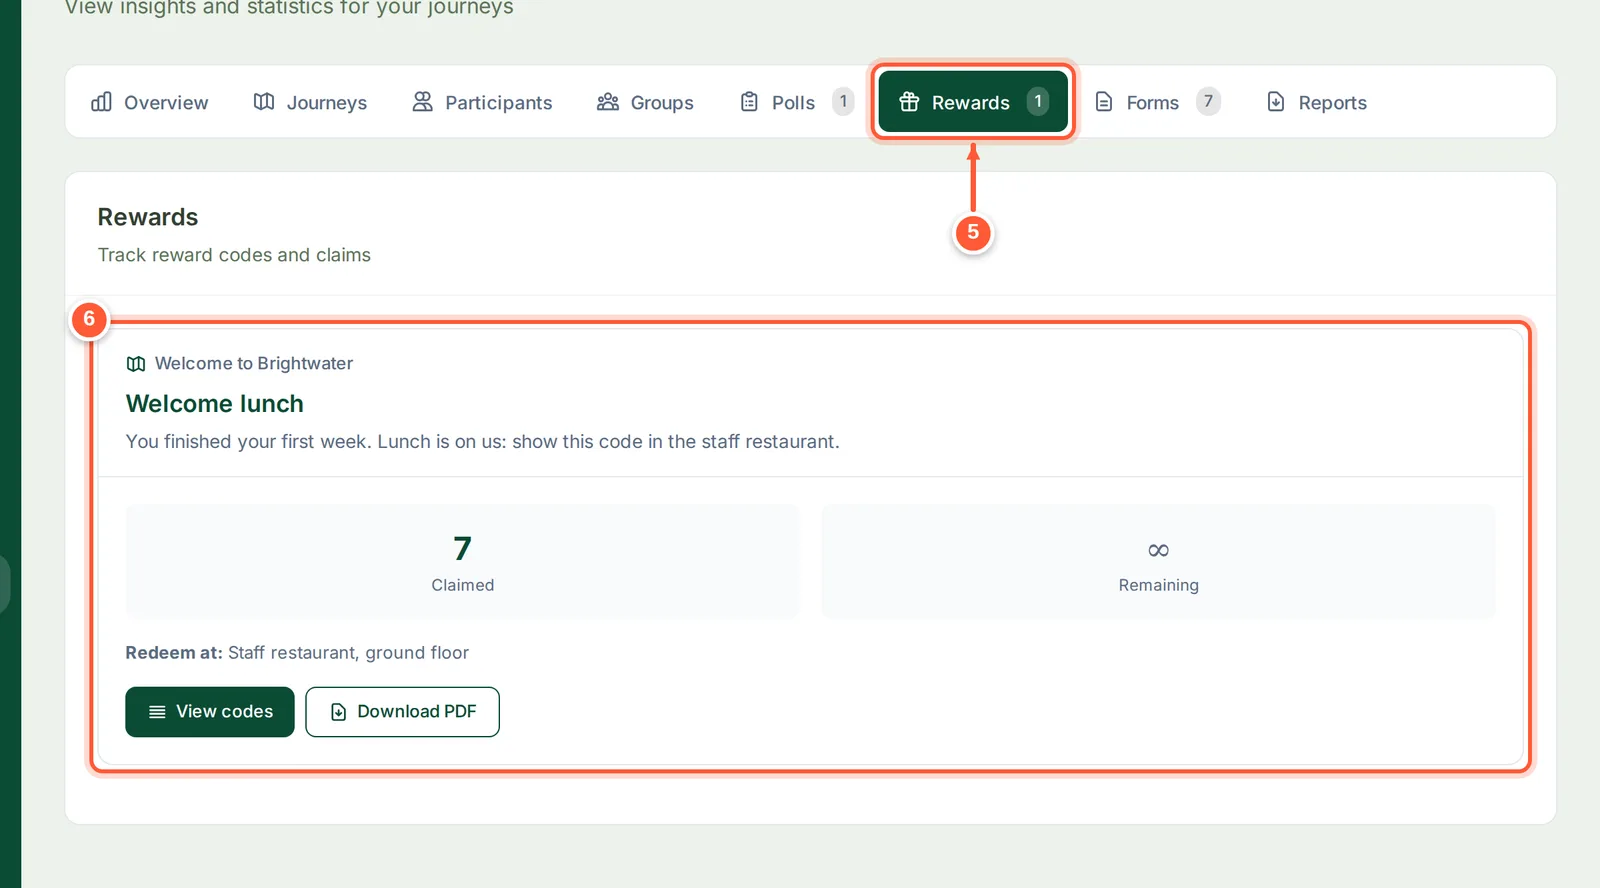 View insights and statistics for your journeys
Overview
Journeys
Participants
Groups
Polls 1
Rewards 1
Forms 7
Reports
5
Rewards
Track reward codes and claims
6
Welcome to Brightwater
Welcome lunch
You finished your first week. Lunch is on us: show this code in the staff restaurant.
7
Claimed
∞
Remaining
Redeem at: Staff restaurant, ground floor
View codes
Download PDF